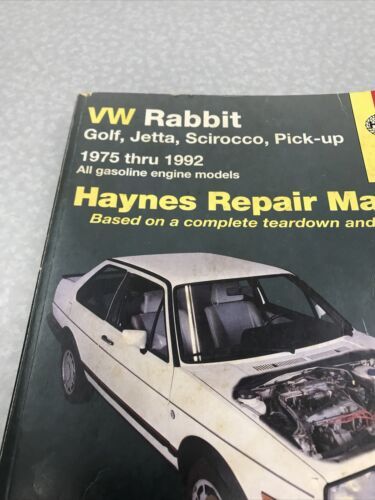 VW Rabbit
Golf, Jetta, Scirocco, Pick-up
1975 thru 1992
All gasoline engine models
Haynes Repair Ma
Based on a complete teardown and